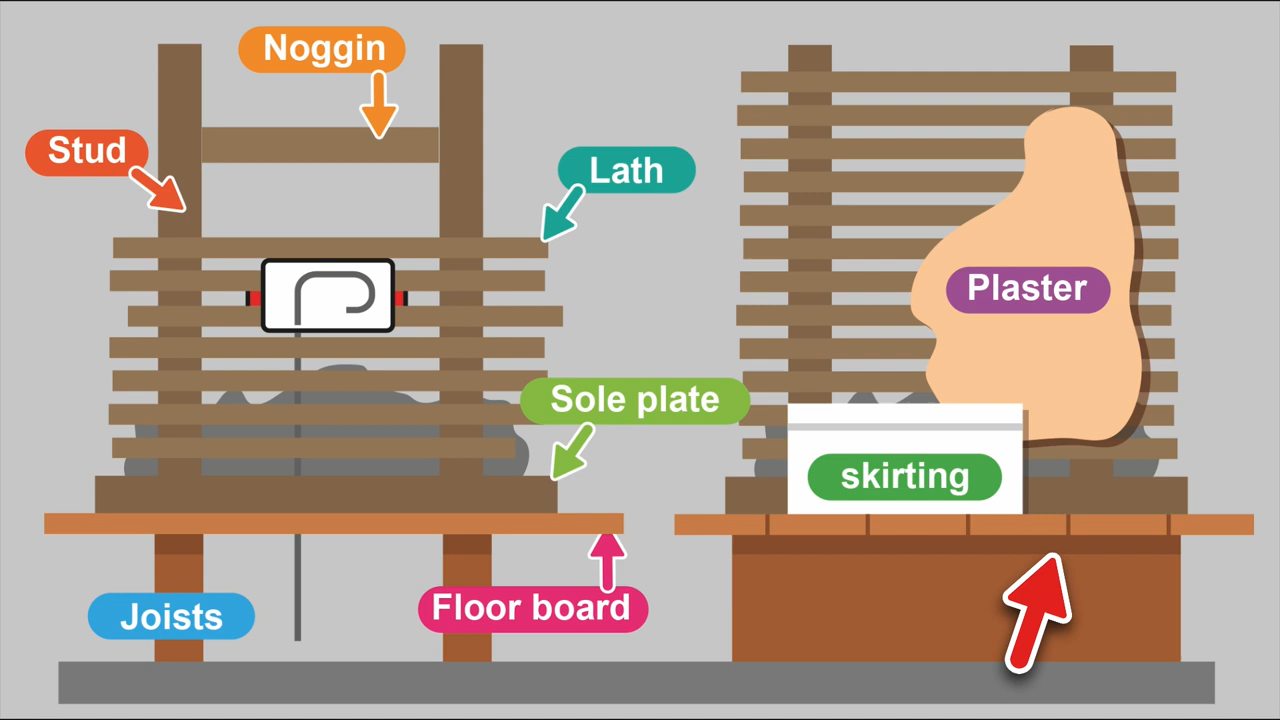 Noggin
Stud
Lath
Plaster
Sole plate
skirting
Floor board
Joists